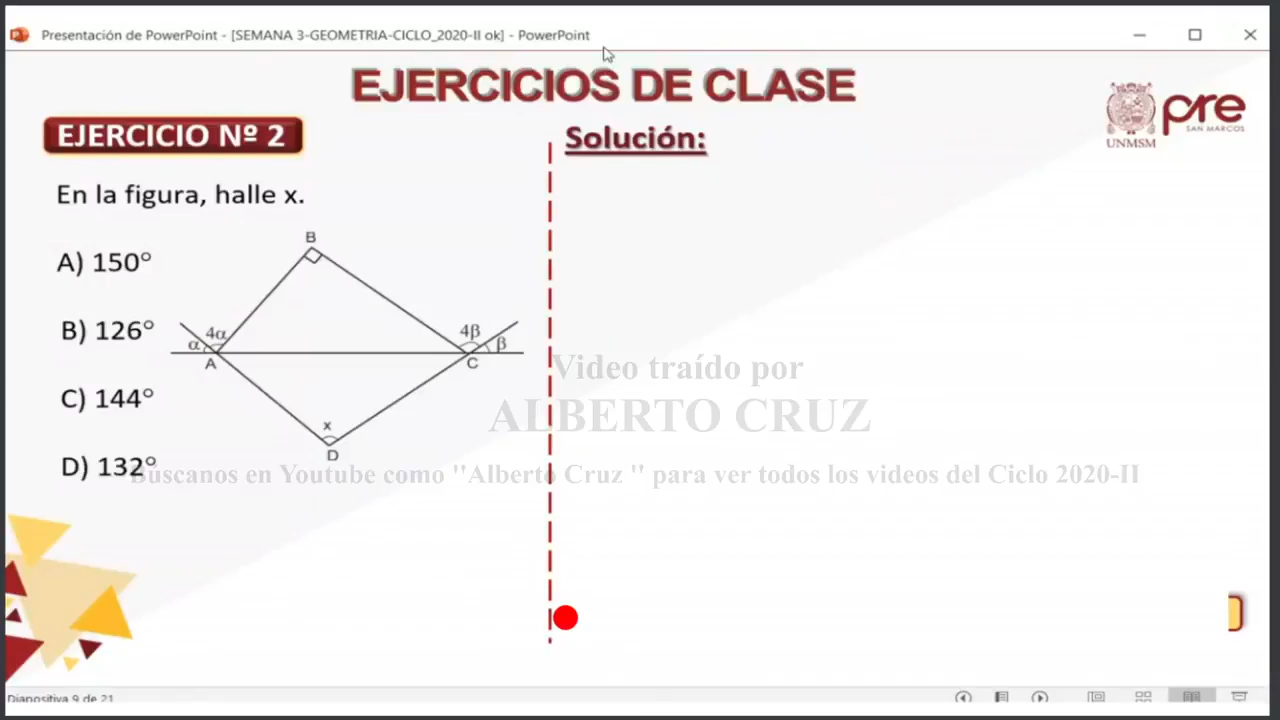 Presentación de PowerPoint - [SEMANA 3-GEOMETRIA-CICLO_2020-II ok] - PowerPoint
EJERCICIOS DE CLASE
EJERCICIO Nº 2
Solución:
pre
SAN MARCOS
UNMSM
En la figura, halle x.
A) 150°
B) 126°
C) 144°
D) 132°
B
4α
α
A
4β
β
C
x
D
Video traído por
ALBERTO CRUZ
Buscanos en Youtube como "Alberto Cruz " para ver todos los videos del Ciclo 2020-II
Diapositiva 9 de 21